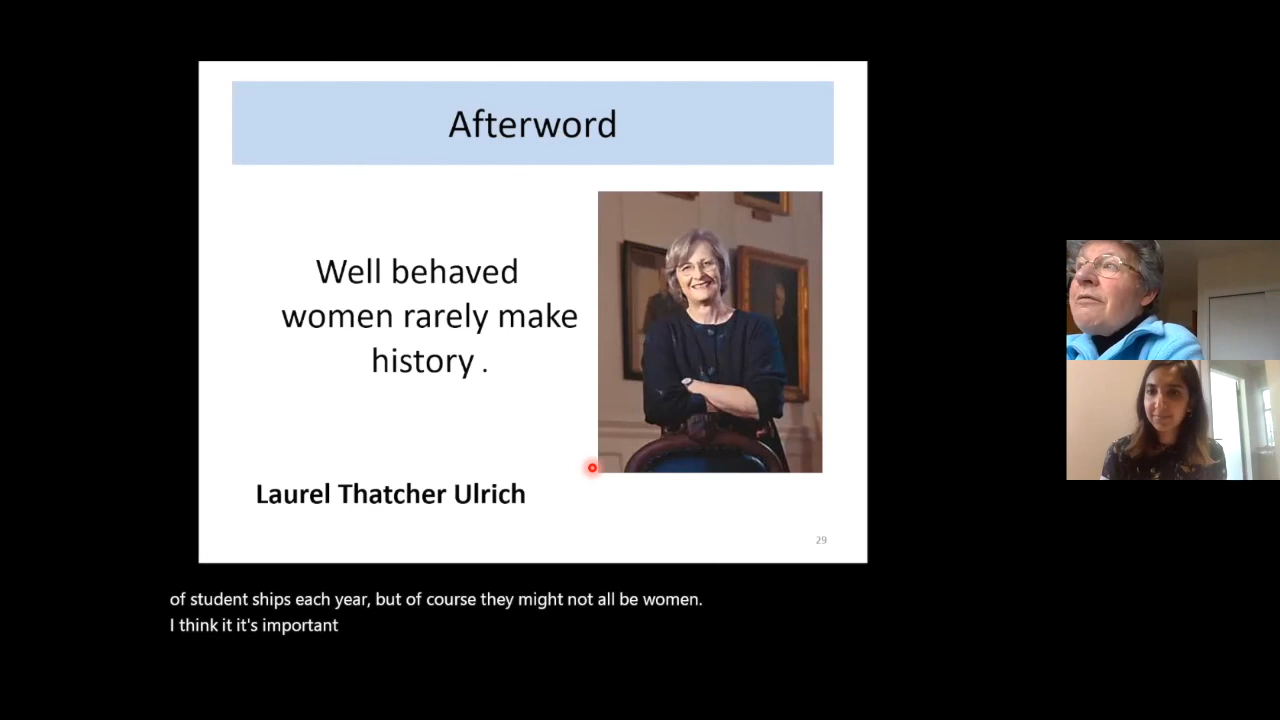 Afterword
Well behaved
women rarely make
history .
Laurel Thatcher Ulrich
29
of student ships each year, but of course they might not all be women.
I think it it's important